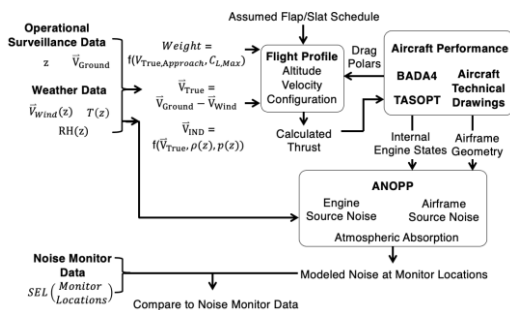 Operational
Surveillance Data
z V⃗Ground
Weather Data
V⃗Wind(z) T(z)
RH(z)
Weight =
f(VTrue,Approach, CL,Max)
V⃗True =
V⃗Ground − V⃗Wind
V⃗IND =
f(V⃗True, ρ(z), p(z))
Assumed Flap/Slat Schedule
Flight Profile
Altitude
Velocity
Configuration
Calculated
Thrust
Drag
Polars
Aircraft Performance
BADA4
TASOPT
Aircraft
Technical
Drawings
Internal
Engine States
Airframe
Geometry
ANOPP
Engine
Source Noise
Airframe
Source Noise
Atmospheric Absorption
Noise Monitor
Data
SEL(Monitor
Locations)
Modeled Noise at Monitor Locations
Compare to Noise Monitor Data